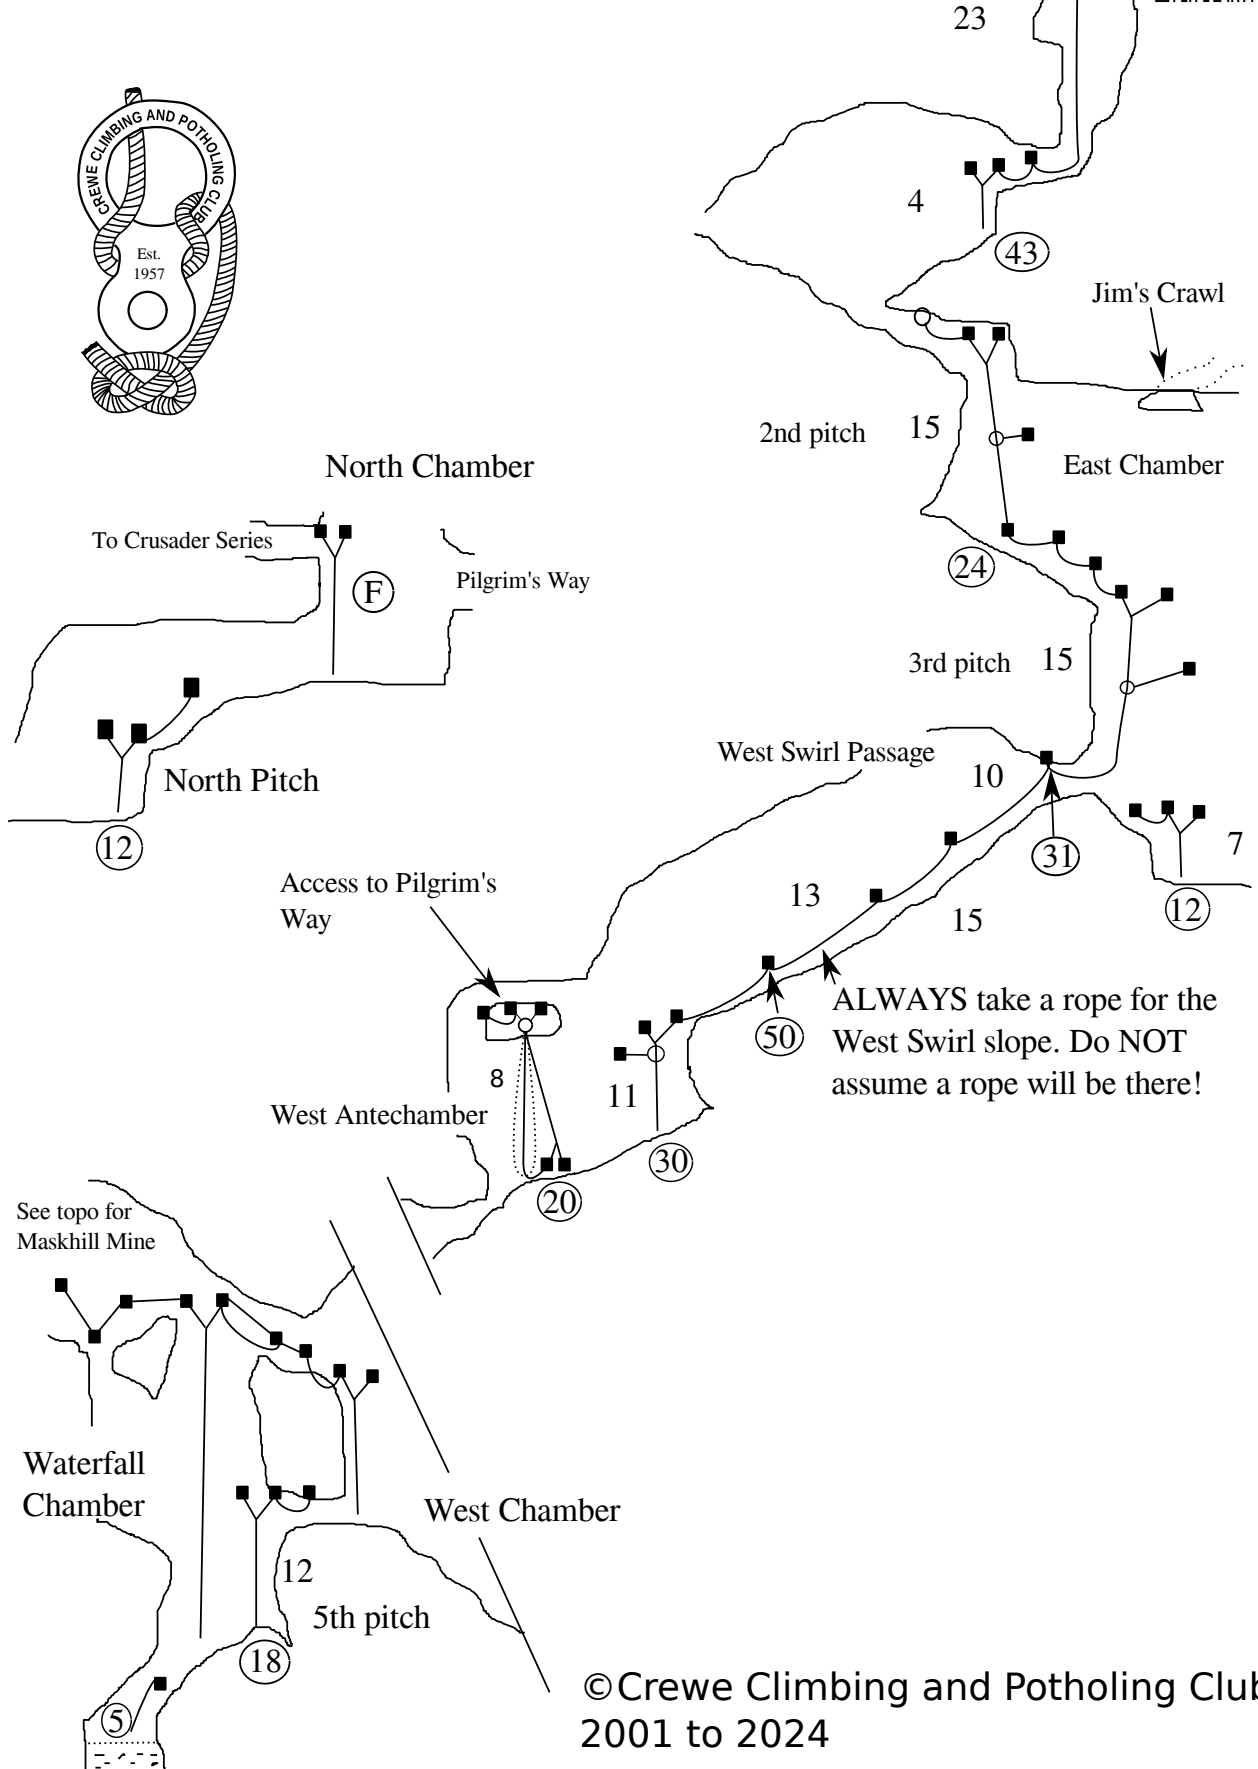 23
CREWE CLIMBING AND POTHOLING CLUB
Est.
1957
4
43
Jim's Crawl
2nd pitch
15
East Chamber
North Chamber
To Crusader Series
F
Pilgrim's Way
24
3rd pitch
15
West Swirl Passage
10
North Pitch
12
31
7
12
Access to Pilgrim's
Way
13
15
ALWAYS take a rope for the
West Swirl slope. Do NOT
assume a rope will be there!
50
8
11
West Antechamber
30
20
See topo for
Maskhill Mine
Waterfall
Chamber
West Chamber
12
5th pitch
18
5
©Crewe Climbing and Potholing Club
2001 to 2024